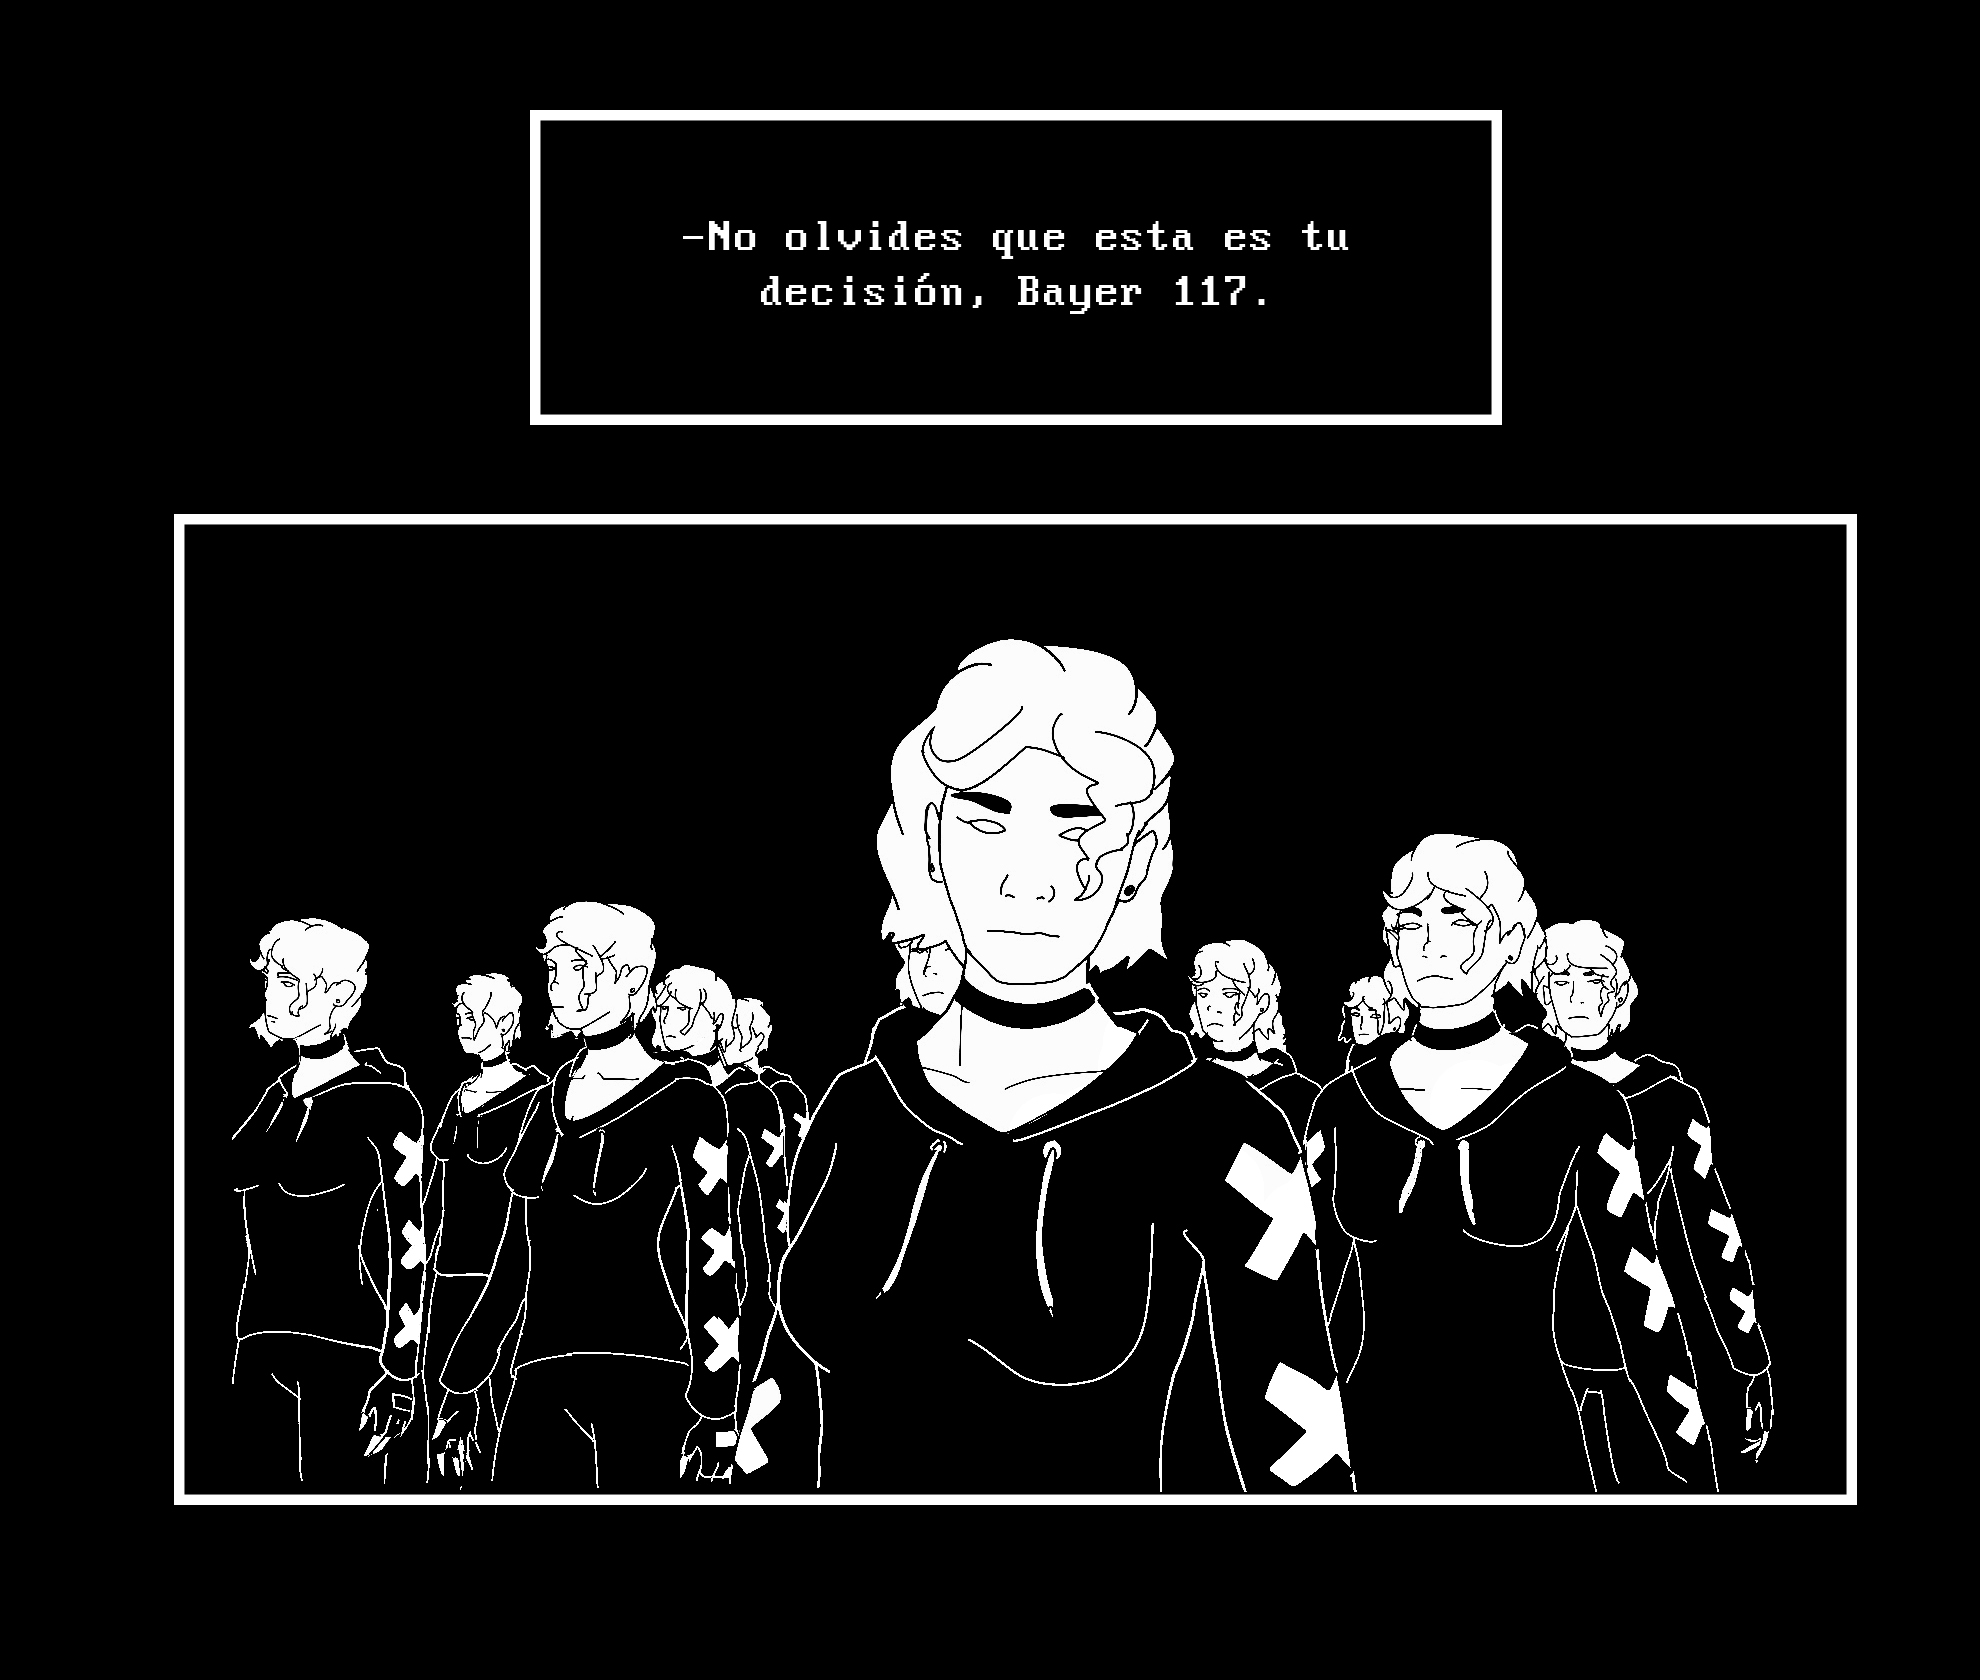 -No olvides que esta es tu
decisión, Bayer 117.